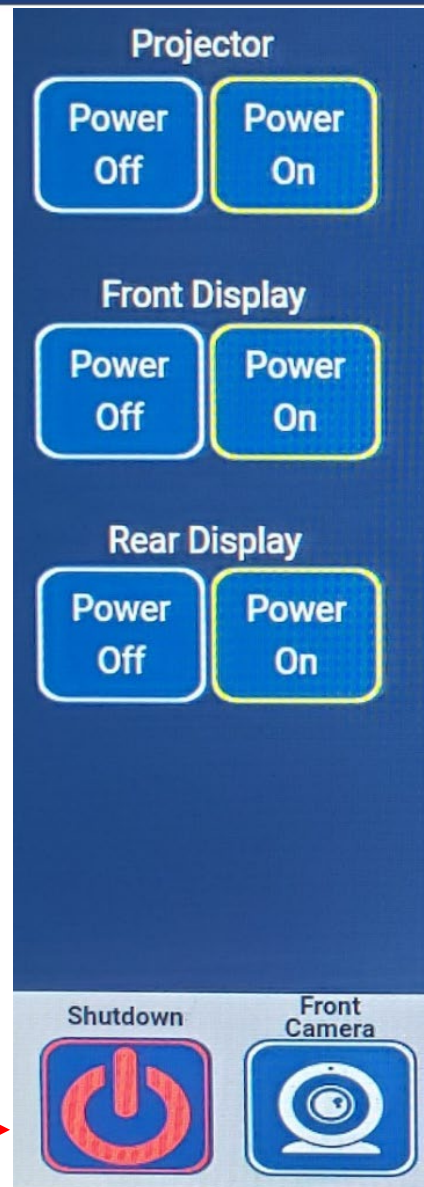 Projector
Power Power
Off On
Front Display
Power Power
Off On
Rear Display
Power Power
Off On
Shutdown
Front
Camera